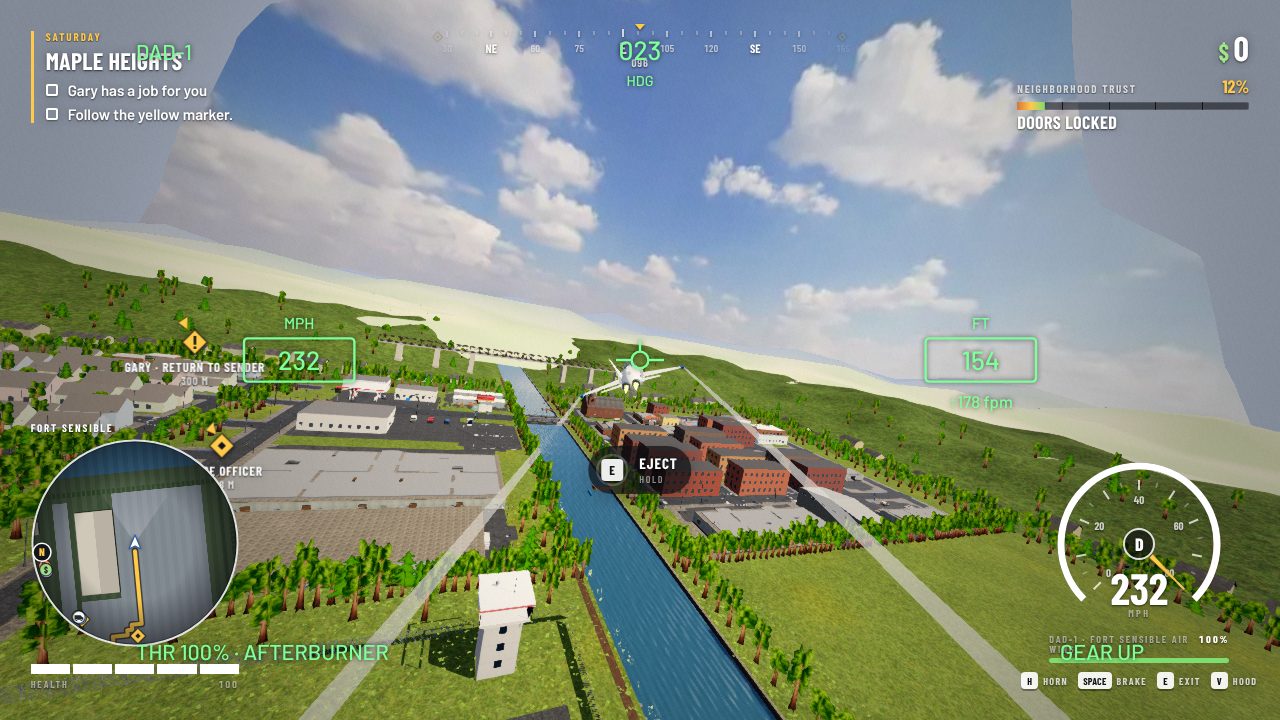 SATURDAY
DAD-1
MAPLE HEIGHTS
Gary has a job for you
Follow the yellow marker.
30 NE 60 75 E 105 120 SE 150 165
023
098
HDG
$0
NEIGHBORHOOD TRUST 12%
DOORS LOCKED
MPH
232
FT
154
-178 fpm
GARY · RETURN TO SENDER
300 M
FORT SENSIBLE
E OFFICER
M
E EJECT
HOLD
N
$
20 40 60
D
0
232
MPH
THR 100% · AFTERBURNER
HEALTH 100
DAD-1 · FORT SENSIBLE AIR 100%
GEAR UP
H HORN SPACE BRAKE E EXIT V HOOD